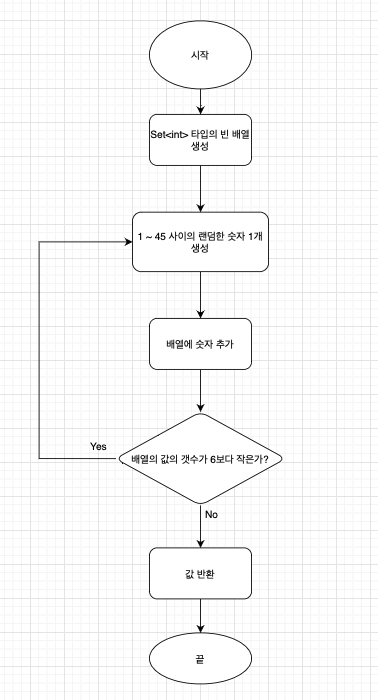 시작
Set<int> 타입의 빈 배열
생성
1 ~ 45 사이의 랜덤한 숫자 1개
생성
배열에 숫자 추가
배열의 값의 갯수가 6보다 작은가?
Yes
No
값 반환
끝